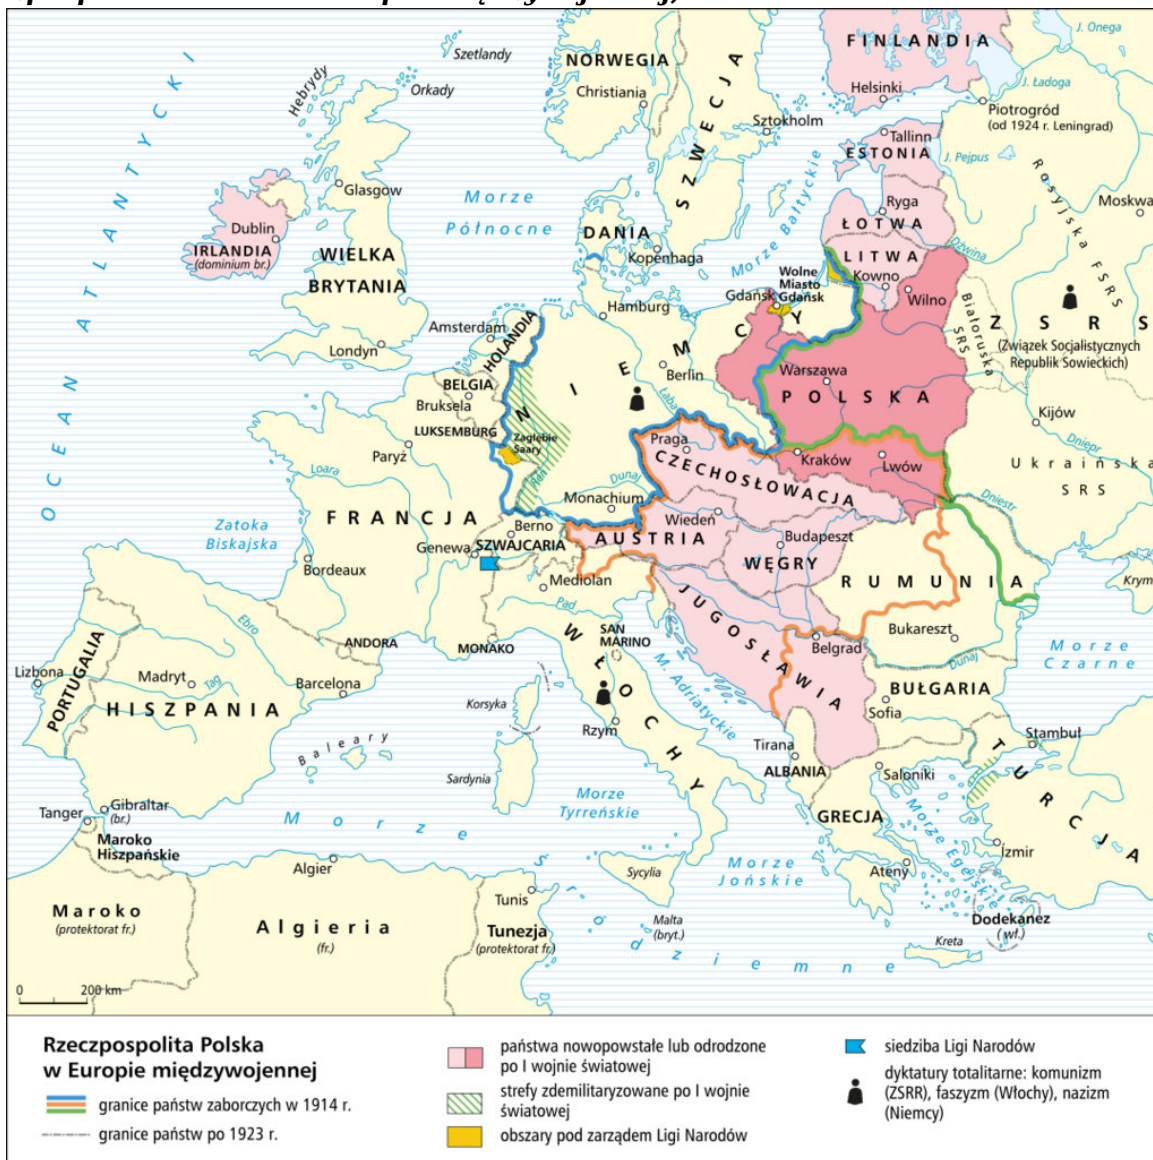 OCEAN ATLANTYCKI
Szetlandy
Hebrydy
Orkady
NORWEGIA
Christiania
SZWECJA
Sztokholm
FINLANDIA
Helsinki
J. Onega
J. Ładoga
Piotrogród
(od 1924 r. Leningrad)
Tallinn
ESTONIA
J. Pejpus
Rosyjska FSRS
Moskwa
Glasgow
Morze
Północne
Morze Bałtyckie
Ryga
ŁOTWA
Dźwina
Dublin
IRLANDIA
(dominium br.)
WIELKA
BRYTANIA
DANIA
Kopenhaga
LITWA
Kowno
Wilno
Wolne
Miasto
Gdańsk
Gdańsk
Białoruska
SRS
ZSRS
(Związek Socjalistycznych
Republik Sowieckich)
Hamburg
Amsterdam
HOLANDIA
Londyn
NIEMCY
Berlin
Łaba
Warszawa
POLSKA
BELGIA
Bruksela
LUKSEMBURG
Zagłębie
Saary
Ren
Praga
Kraków
Lwów
Kijów
Dniepr
Ukraińska
SRS
Paryż
Loara
CZECHOSŁOWACJA
Dunaj
Monachium
Wiedeń
Dniestr
FRANCJA
Berno
Genewa
SZWAJCARIA
AUSTRIA
Budapeszt
WĘGRY
Zatoka
Biskajska
Bordeaux
Mediolan
RUMUNIA
Krym
Pad
JUGOSŁAWIA
Bukareszt
Belgrad
Dunaj
Morze
Czarne
Ebro
ANDORA
MONAKO
SAN
MARINO
WŁOCHY
M. Adriatyckie
PORTUGALIA
Lizbona
Madryt
Tag
Barcelona
HISZPANIA
Korsyka
Rzym
BUŁGARIA
Sofia
Baleary
Tirana
ALBANIA
Stambuł
TURCJA
Saloniki
Sardynia
Morze
Tyrreńskie
GRECJA
Morze Egejskie
Izmir
Tanger
Gibraltar
(br.)
Maroko
Hiszpańskie
Morze Śródziemne
Algier
Sycylia
Morze
Jońskie
Ateny
Tunis
Maroko
(protektorat fr.)
Algieria
(fr.)
Tunezja
(protektorat fr.)
Malta
(bryt.)
Kreta
Dodekanez
(wł.)
0 200 km
Rzeczpospolita Polska
w Europie międzywojennej
granice państw zaborczych w 1914 r.
granice państw po 1923 r.
państwa nowopowstałe lub odrodzone
po I wojnie światowej
strefy zdemilitaryzowane po I wojnie
światowej
obszary pod zarządem Ligi Narodów
siedziba Ligi Narodów
dyktatury totalitarne: komunizm
(ZSRR), faszyzm (Włochy), nazizm
(Niemcy)